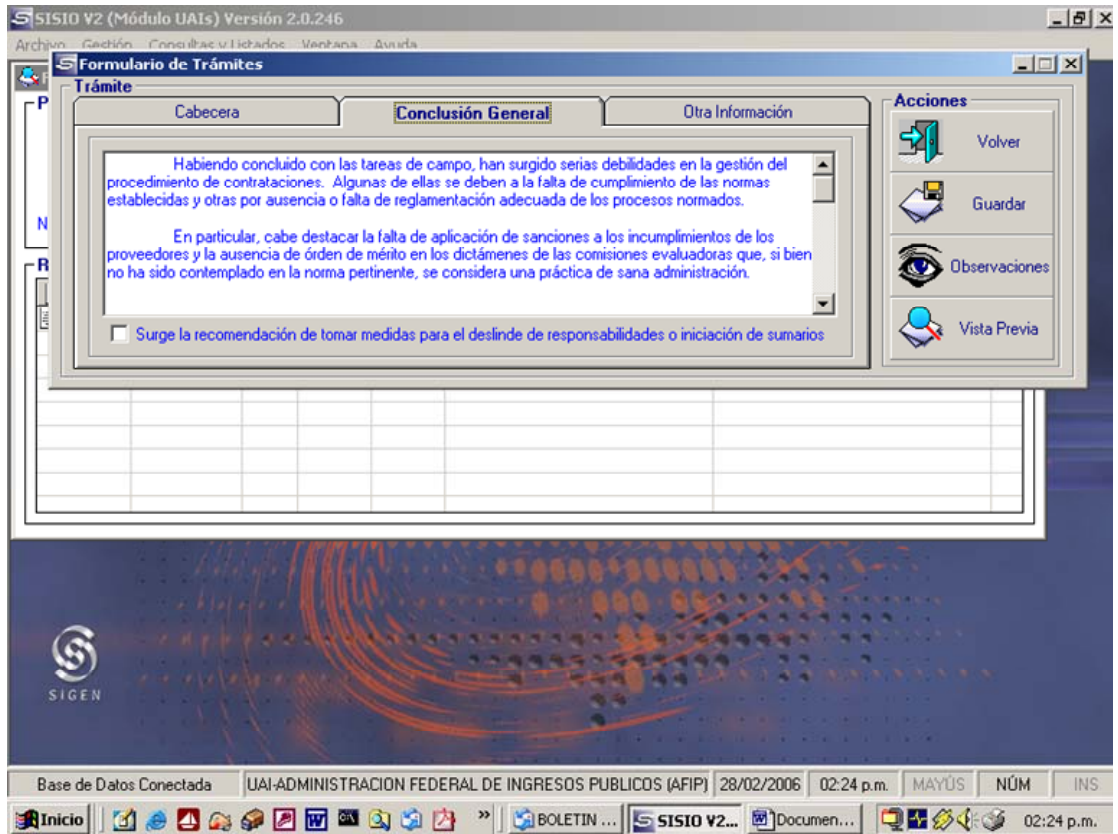 SISIO V2 (Módulo UAIs) Versión 2.0.246
Archivo Gestión Consultas y Listados Ventana Ayuda
Formulario de Trámites
Trámite
Cabecera Conclusión General Otra Información
Habiendo concluido con las tareas de campo, han surgido serias debilidades en la gestión del
procedimiento de contrataciones. Algunas de ellas se deben a la falta de cumplimiento de las normas
establecidas y otras por ausencia o falta de reglamentación adecuada de los procesos normados.
En particular, cabe destacar la falta de aplicación de sanciones a los incumplimientos de los
proveedores y la ausencia de órden de mérito en los dictámenes de las comisiones evaluadoras que, si bien
no ha sido contemplado en la norma pertinente, se considera una práctica de sana administración.
Surge la recomendación de tomar medidas para el deslinde de responsabilidades o iniciación de sumarios
Acciones
Volver
Guardar
Observaciones
Vista Previa
P
N
R
SIGEN
Base de Datos Conectada UAI-ADMINISTRACION FEDERAL DE INGRESOS PUBLICOS (AFIP) 28/02/2006 02:24 p.m. MAYÚS NÚM INS
Inicio » BOLETIN ... SISIO V2... Documen... 02:24 p.m.